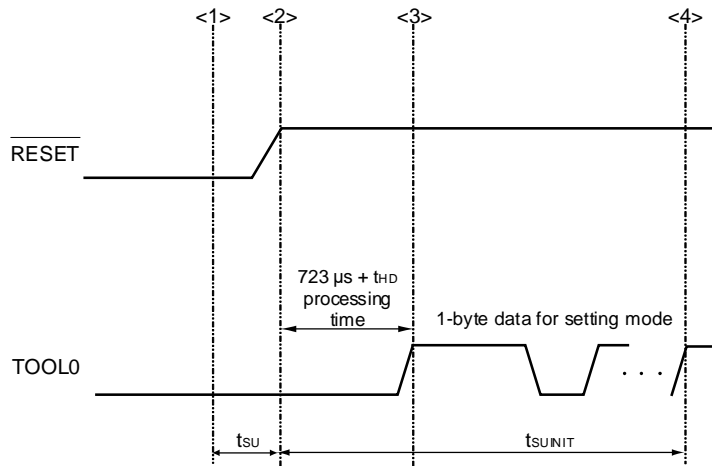 <1> <2> <3> <4>
RESET
723 µs + tHD
processing
time
1-byte data for setting mode
TOOL0
. . .
tSU tSUINIT